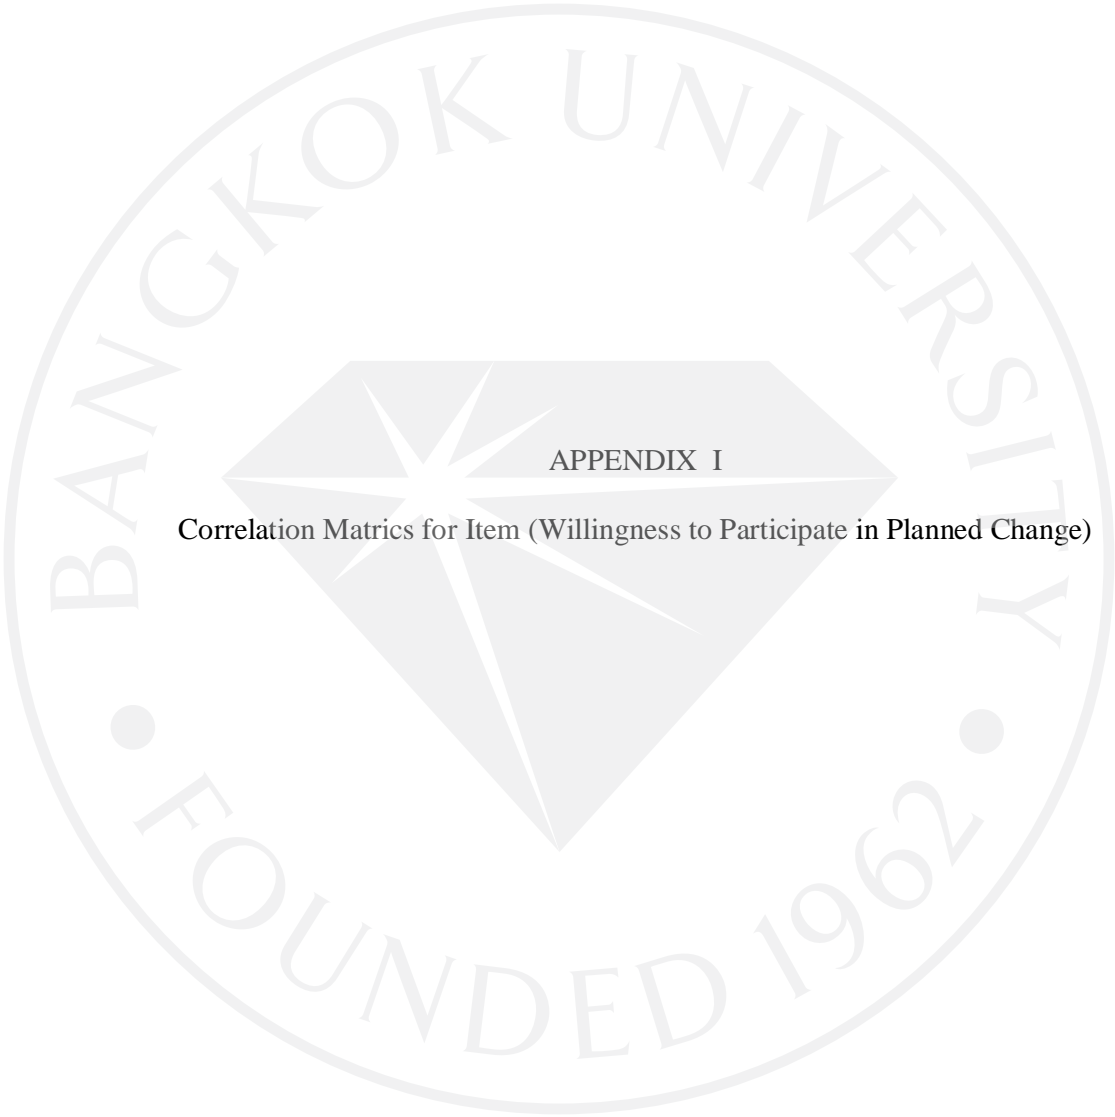 BANGKOK UNIVERSITY
APPENDIX I
Correlation Matrics for Item (Willingness to Participate in Planned Change)
FOUNDED 1962